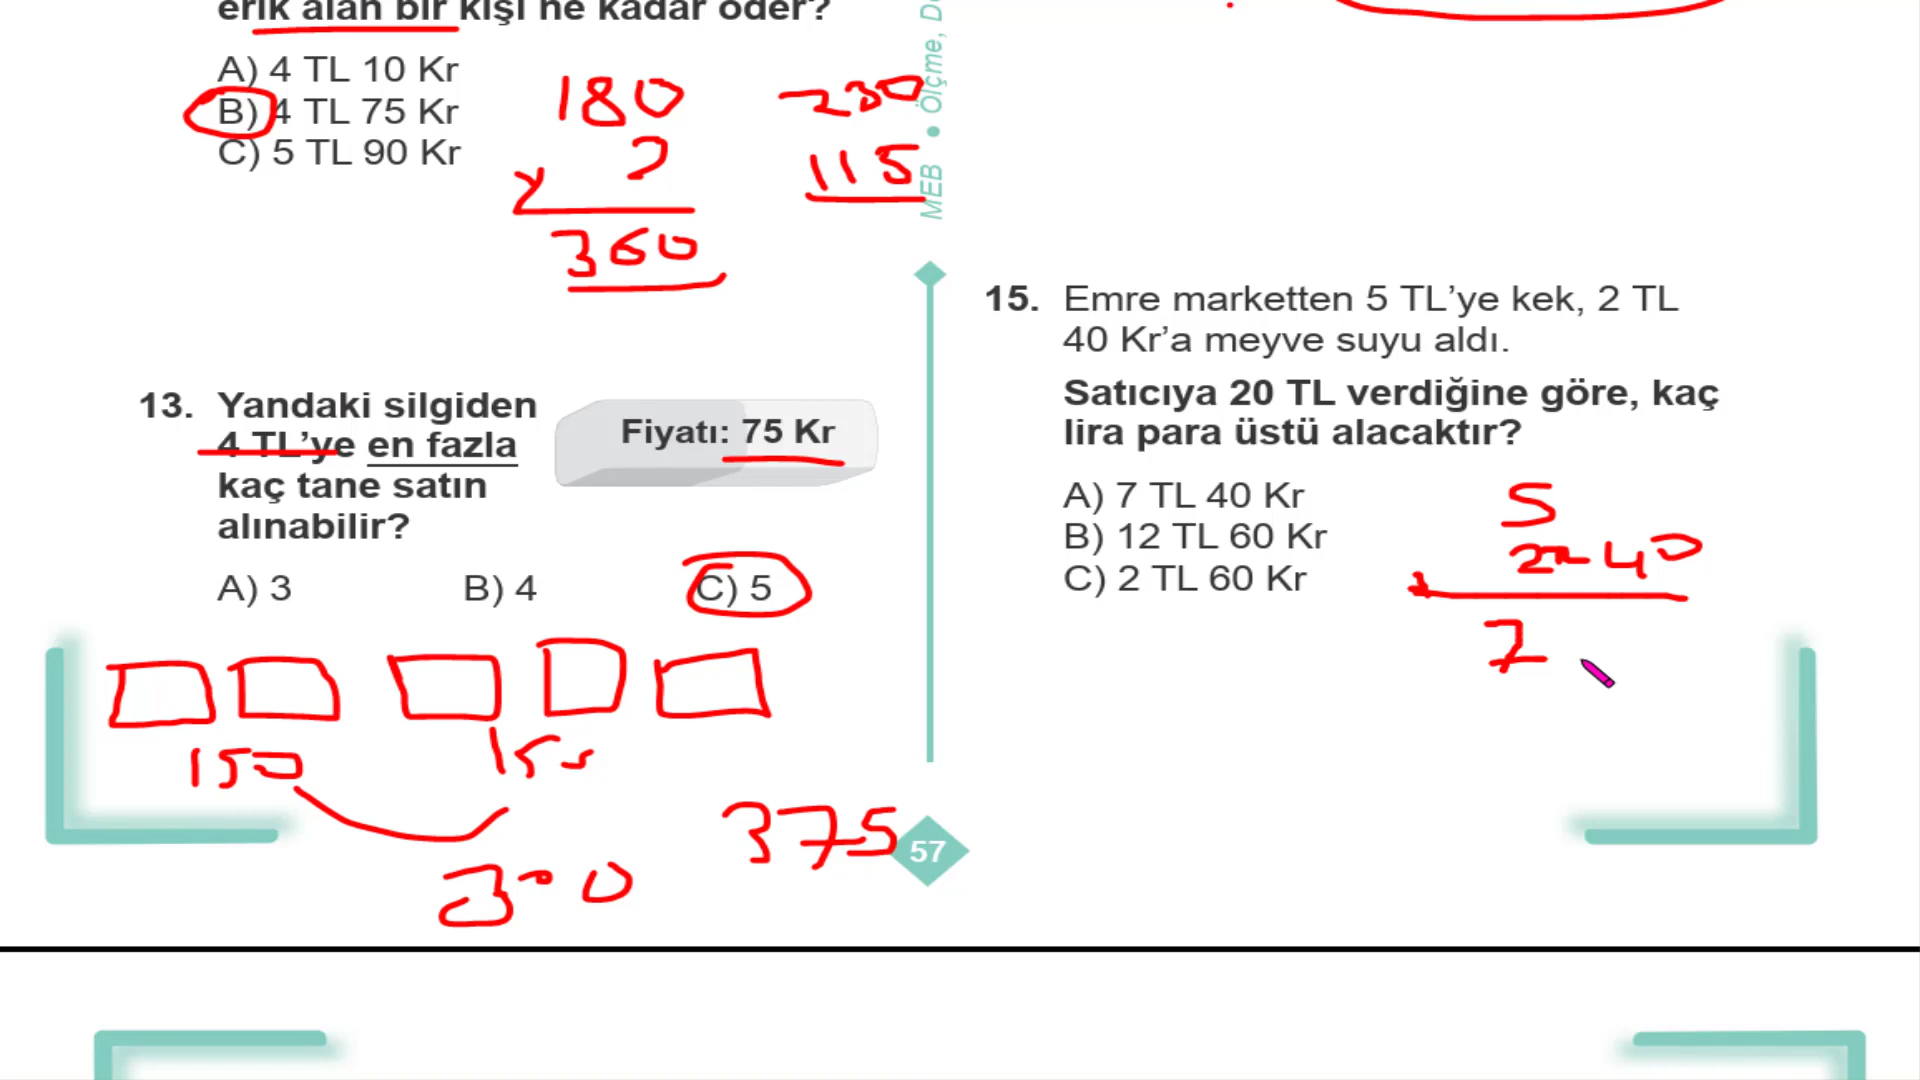 erik alan bir kişi ne kadar öder?
A) 4 TL 10 Kr
B) 4 TL 75 Kr
C) 5 TL 90 Kr
180
x 2
360
230
115
13. Yandaki silgiden
4 TL’ye en fazla
kaç tane satın
alınabilir?
Fiyatı: 75 Kr
A) 3 B) 4 C) 5
150 150
300
375
MEB • Ölçme, De
57
15. Emre marketten 5 TL’ye kek, 2 TL
40 Kr’a meyve suyu aldı.
Satıcıya 20 TL verdiğine göre, kaç
lira para üstü alacaktır?
A) 7 TL 40 Kr
B) 12 TL 60 Kr
C) 2 TL 60 Kr
5
2 - 40
7